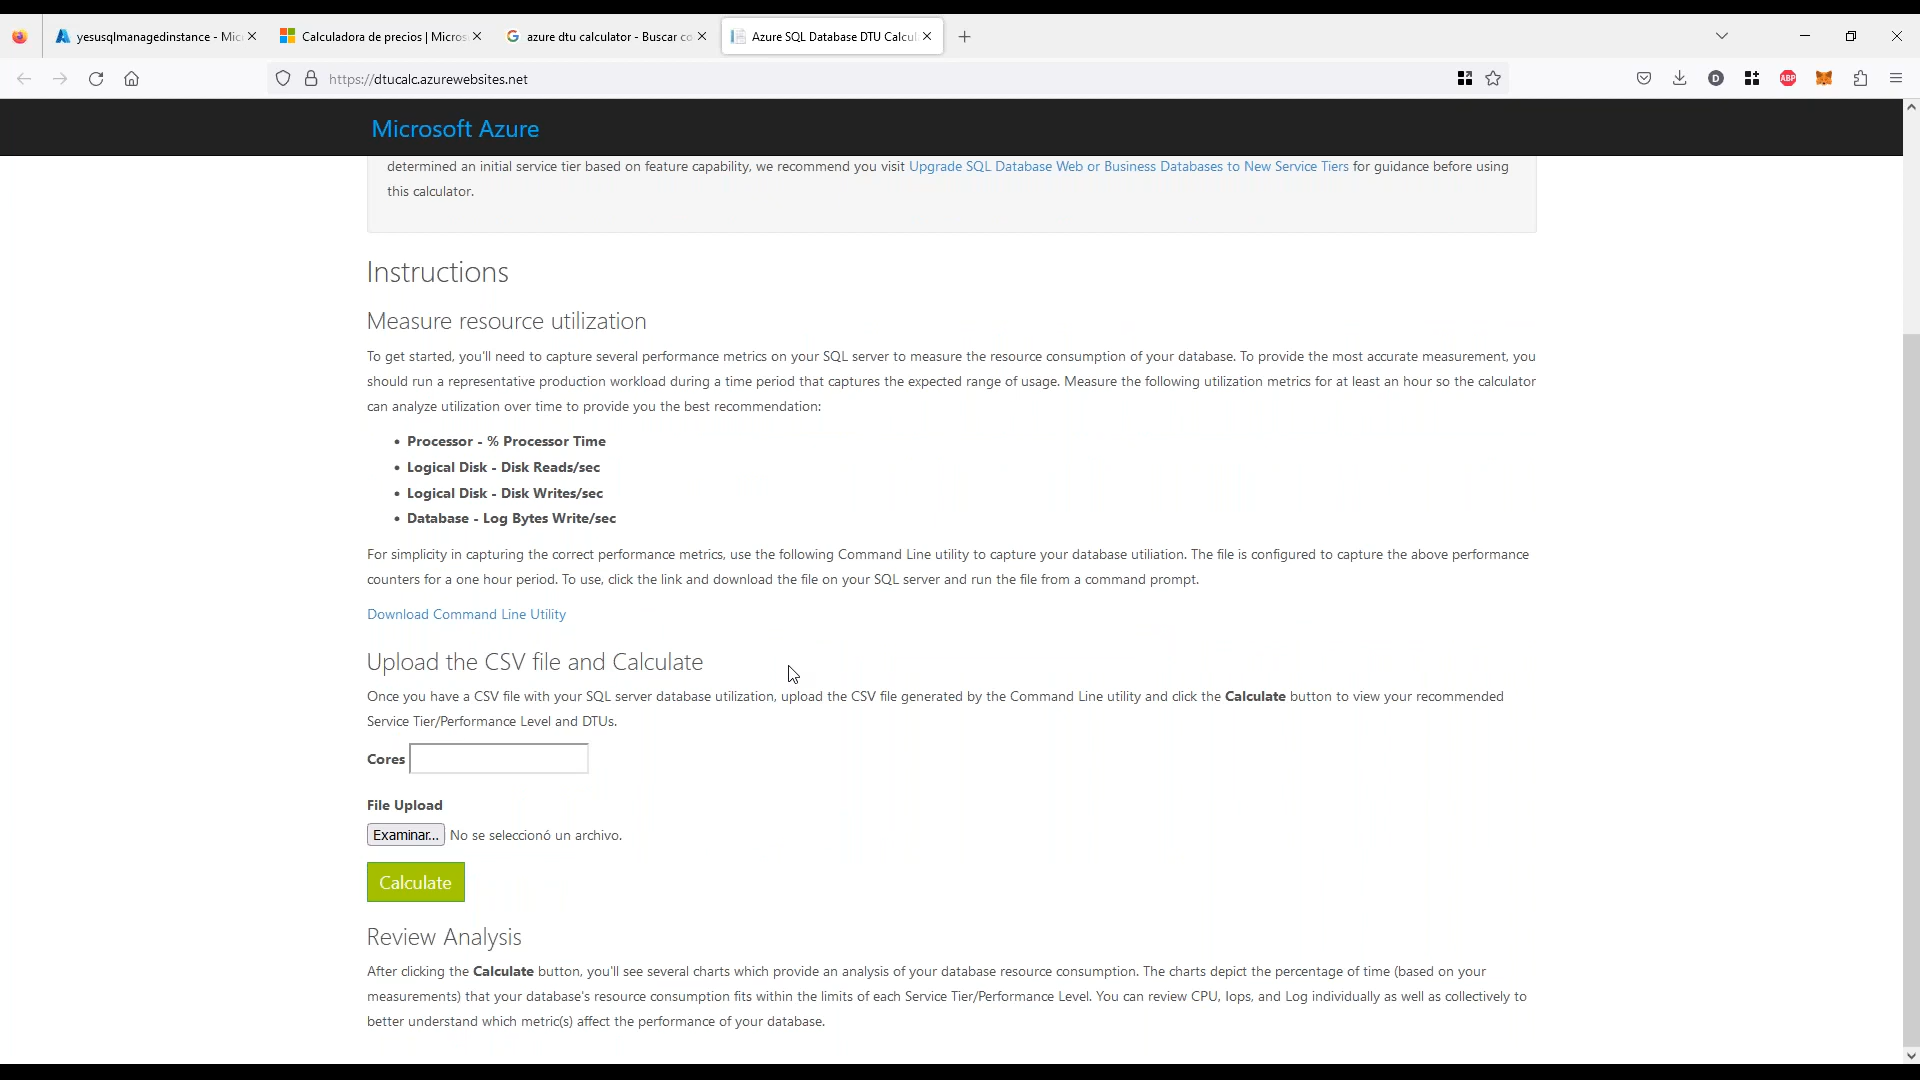 yesusqlmanagedinstance - Mic
Calculadora de precios | Micros
azure dtu calculator - Buscar co
Azure SQL Database DTU Calcul
https://dtucalc.azurewebsites.net
D
ABP
Microsoft Azure
determined an initial service tier based on feature capability, we recommend you visit Upgrade SQL Database Web or Business Databases to New Service Tiers for guidance before using
this calculator.
Instructions
Measure resource utilization
To get started, you'll need to capture several performance metrics on your SQL server to measure the resource consumption of your database. To provide the most accurate measurement, you
should run a representative production workload during a time period that captures the expected range of usage. Measure the following utilization metrics for at least an hour so the calculator
can analyze utilization over time to provide you the best recommendation:
• Processor - % Processor Time
• Logical Disk - Disk Reads/sec
• Logical Disk - Disk Writes/sec
• Database - Log Bytes Write/sec
For simplicity in capturing the correct performance metrics, use the following Command Line utility to capture your database utiliation. The file is configured to capture the above performance
counters for a one hour period. To use, click the link and download the file on your SQL server and run the file from a command prompt.
Download Command Line Utility
Upload the CSV file and Calculate
Once you have a CSV file with your SQL server database utilization, upload the CSV file generated by the Command Line utility and click the Calculate button to view your recommended
Service Tier/Performance Level and DTUs.
Cores
File Upload
Examinar... No se seleccionó un archivo.
Calculate
Review Analysis
After clicking the Calculate button, you'll see several charts which provide an analysis of your database resource consumption. The charts depict the percentage of time (based on your
measurements) that your database's resource consumption fits within the limits of each Service Tier/Performance Level. You can review CPU, Iops, and Log individually as well as collectively to
better understand which metric(s) affect the performance of your database.